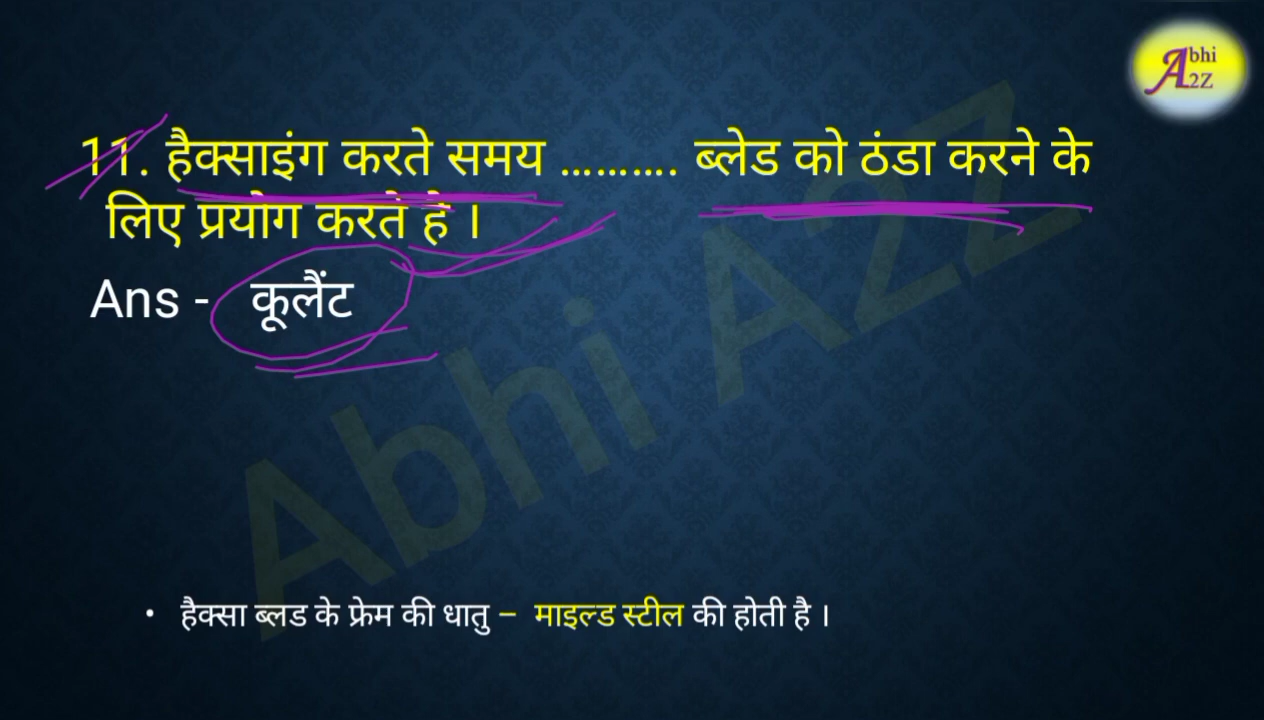 Abhi
A2Z
11. हैक्साइंग करते समय .......... ब्लेड को ठंडा करने के
लिए प्रयोग करते है ।
Ans - कूलैंट
Abhi A2Z
• हैक्सा ब्लड के फ्रेम की धातु – माइल्ड स्टील की होती है ।